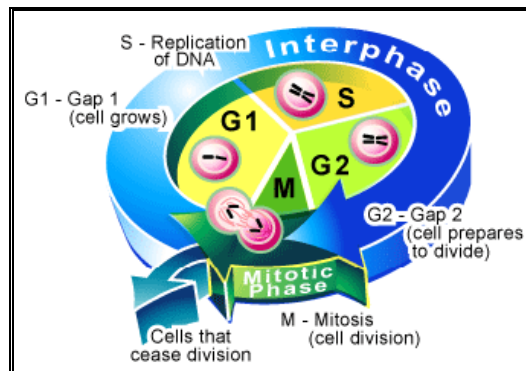 S - Replication
of DNA
Interphase
G1 - Gap 1
(cell grows)
S
G1
G2
M
G2 - Gap 2
(cell prepares
to divide)
Mitotic
Phase
M - Mitosis
(cell division)
Cells that
cease division